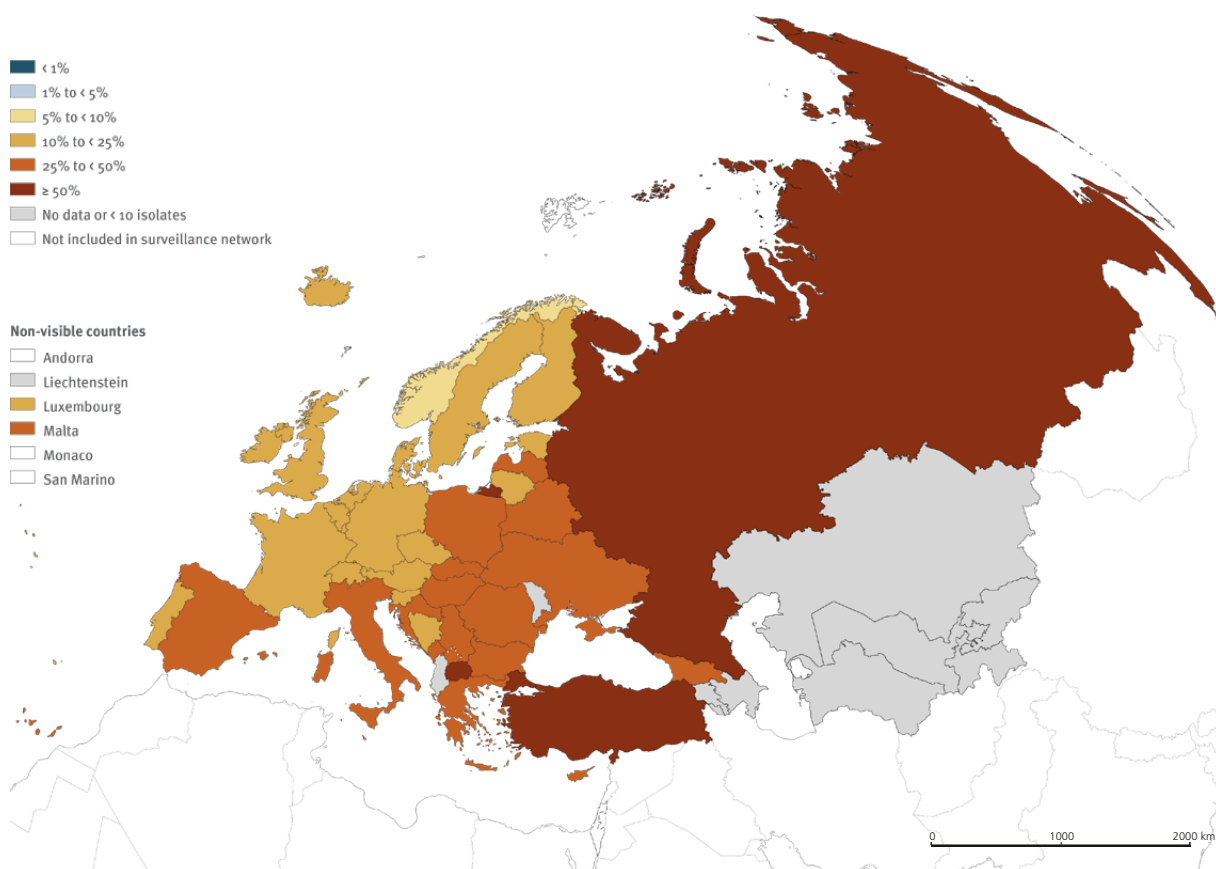 < 1%
1% to < 5%
5% to < 10%
10% to < 25%
25% to < 50%
≥ 50%
No data or < 10 isolates
Not included in surveillance network
Non-visible countries
Andorra
Liechtenstein
Luxembourg
Malta
Monaco
San Marino
0 1000 2000 km